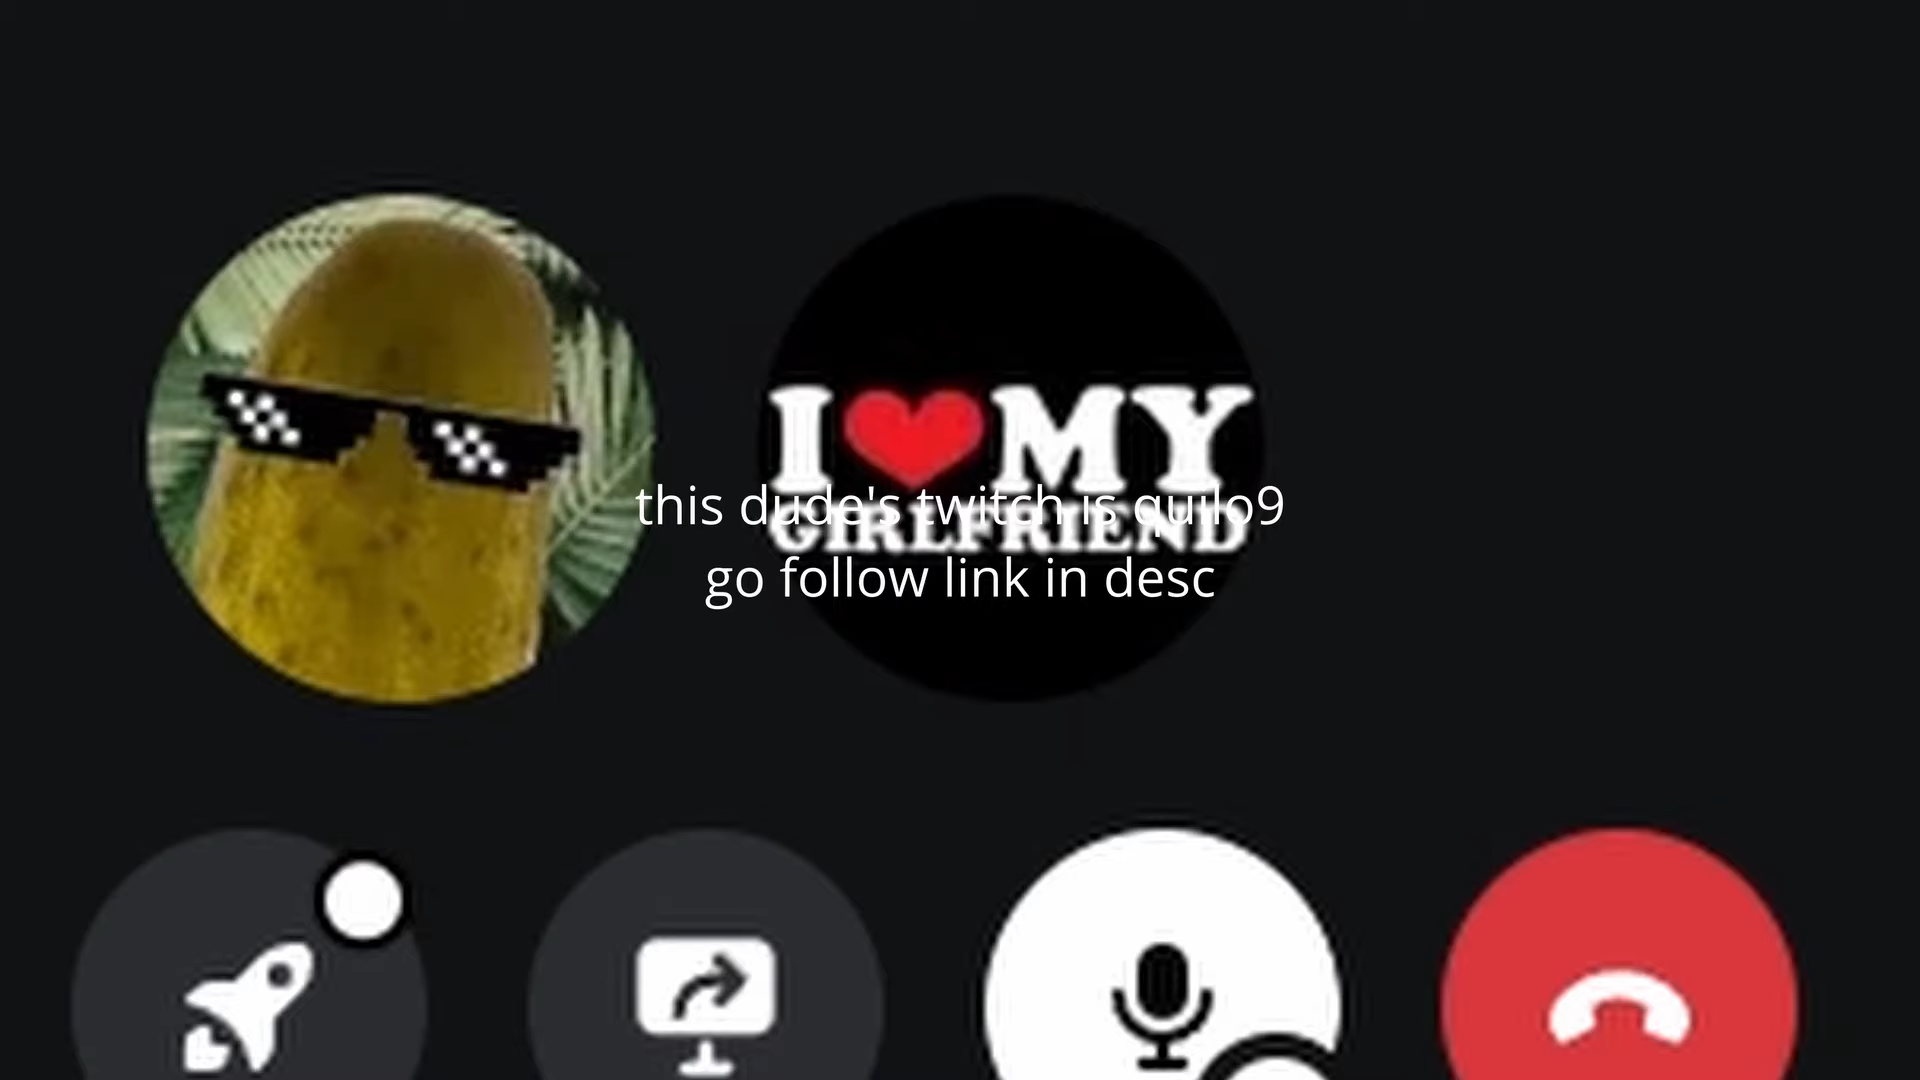 I ❤ MY
GIRLFRIEND
this dude's twitch is quilo9
go follow link in desc